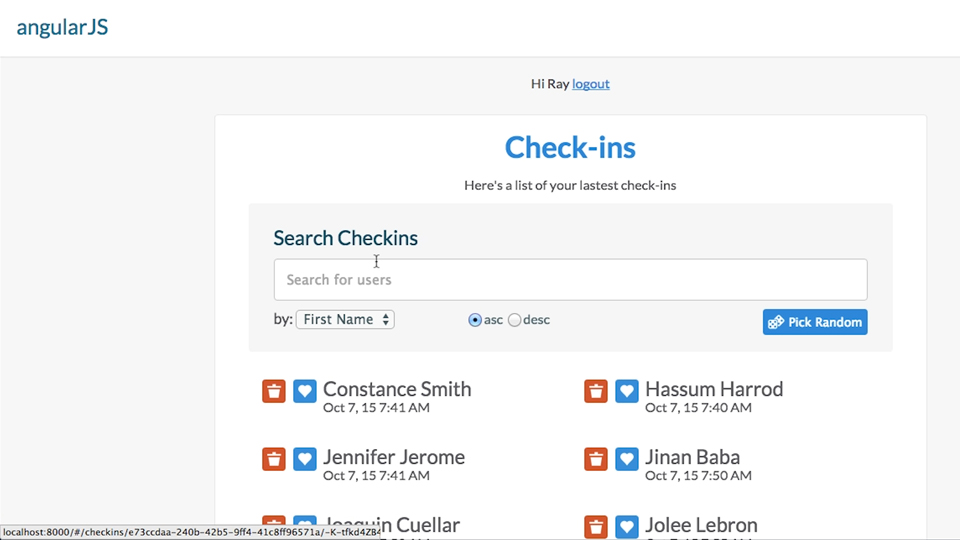 angularJS
Hi Ray logout
Check-ins
Here's a list of your lastest check-ins
Search Checkins
Search for users
by: First Name asc desc Pick Random
Constance Smith Hassum Harrod
Oct 7, 15 7:41 AM Oct 7, 15 7:40 AM
Jennifer Jerome Jinan Baba
Oct 7, 15 7:41 AM Oct 7, 15 7:50 AM
Joaquin Cuellar Jolee Lebron
localhost:8000/#/checkins/e73ccdaa-240b-42b5-9ff4-41c8ff96571a/-K-tfkd4ZB4